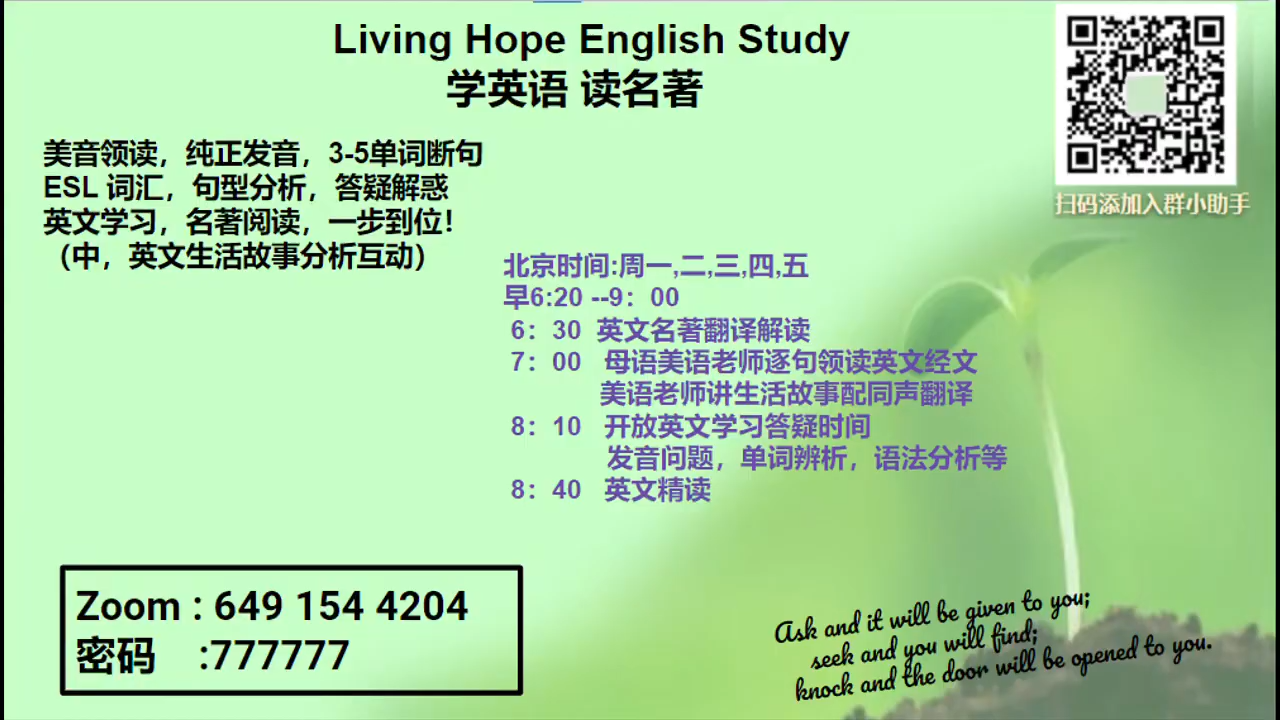 Living Hope English Study
学英语 读名著
扫码添加入群小助手
美音领读，纯正发音，3-5单词断句
ESL 词汇，句型分析，答疑解惑
英文学习，名著阅读，一步到位！
（中，英文生活故事分析互动）
北京时间:周一,二,三,四,五
早6:20 --9：00
6：30 英文名著翻译解读
7：00 母语美语老师逐句领读英文经文
美语老师讲生活故事配同声翻译
8：10 开放英文学习答疑时间
发音问题，单词辨析，语法分析等
8：40 英文精读
Zoom : 649 154 4204
密码 :777777
Ask and it will be given to you;
seek and you will find;
knock and the door will be opened to you.